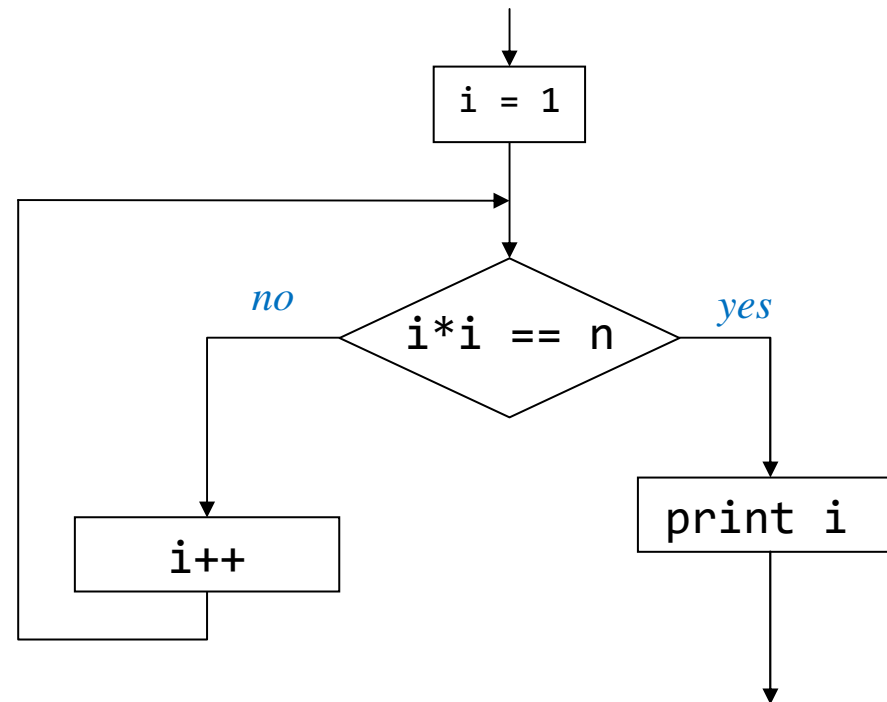 i = 1
no
yes
i*i == n
print i
i++